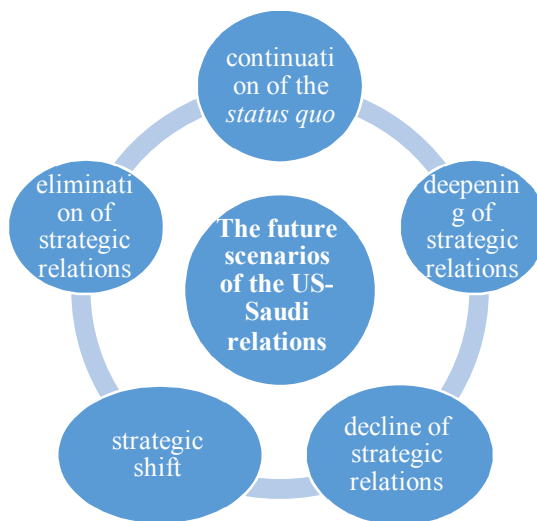 continuati
on of the
status quo
eliminati
on of
strategic
relations
deepenin
g of
strategic
relations
The future
scenarios
of the US-
Saudi
relations
strategic
shift
decline of
strategic
relations